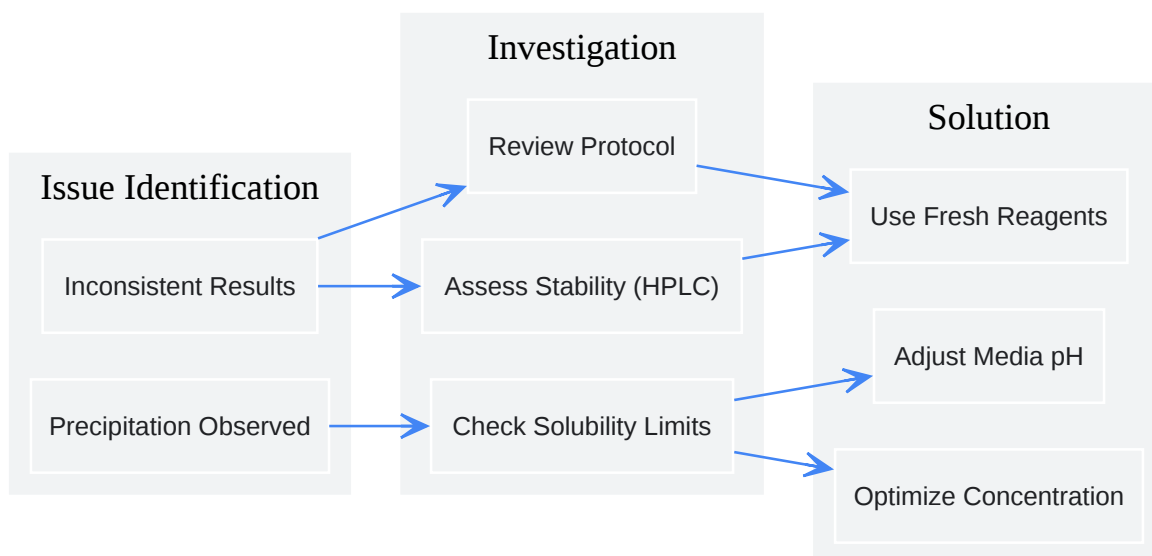 Issue Identification
Inconsistent Results
Precipitation Observed
Investigation
Review Protocol
Assess Stability (HPLC)
Check Solubility Limits
Solution
Use Fresh Reagents
Adjust Media pH
Optimize Concentration